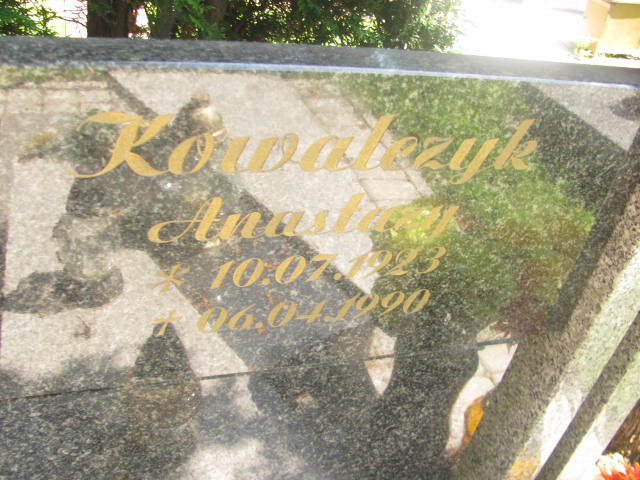 Kowalczyk
Anastazy
* 10.07.1923
+ 06.04.1990